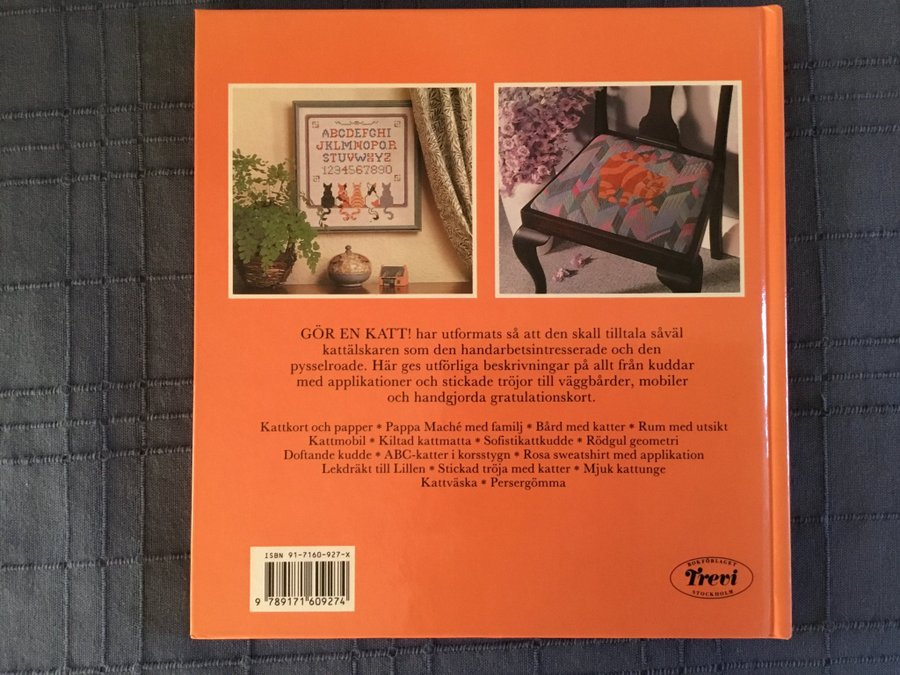 ABCDEFGHI
JKLMNOPQR
STUVWXYZ
1234567890
GÖR EN KATT! har utformats så att den skall tilltala såväl
kattälskaren som den handarbetsintresserade och den
pysselroade. Här ges utförliga beskrivningar på allt från kuddar
med applikationer och stickade tröjor till väggbårder, mobiler
och handgjorda gratulationskort.
Kattkort och papper * Pappa Maché med familj * Bård med katter * Rum med utsikt
Kattmobil * Kiltad kattmatta * Sofistikattkudde * Rödgul geometri
Doftande kudde * ABC-katter i korsstygn * Rosa sweatshirt med applikation
Lekdräkt till Lillen * Stickad tröja med katter * Mjuk kattunge
Kattväska * Persergömma
ISBN 91-7160-927-X
9 789171 609274
BOKFÖRLAGET
Trevi
STOCKHOLM